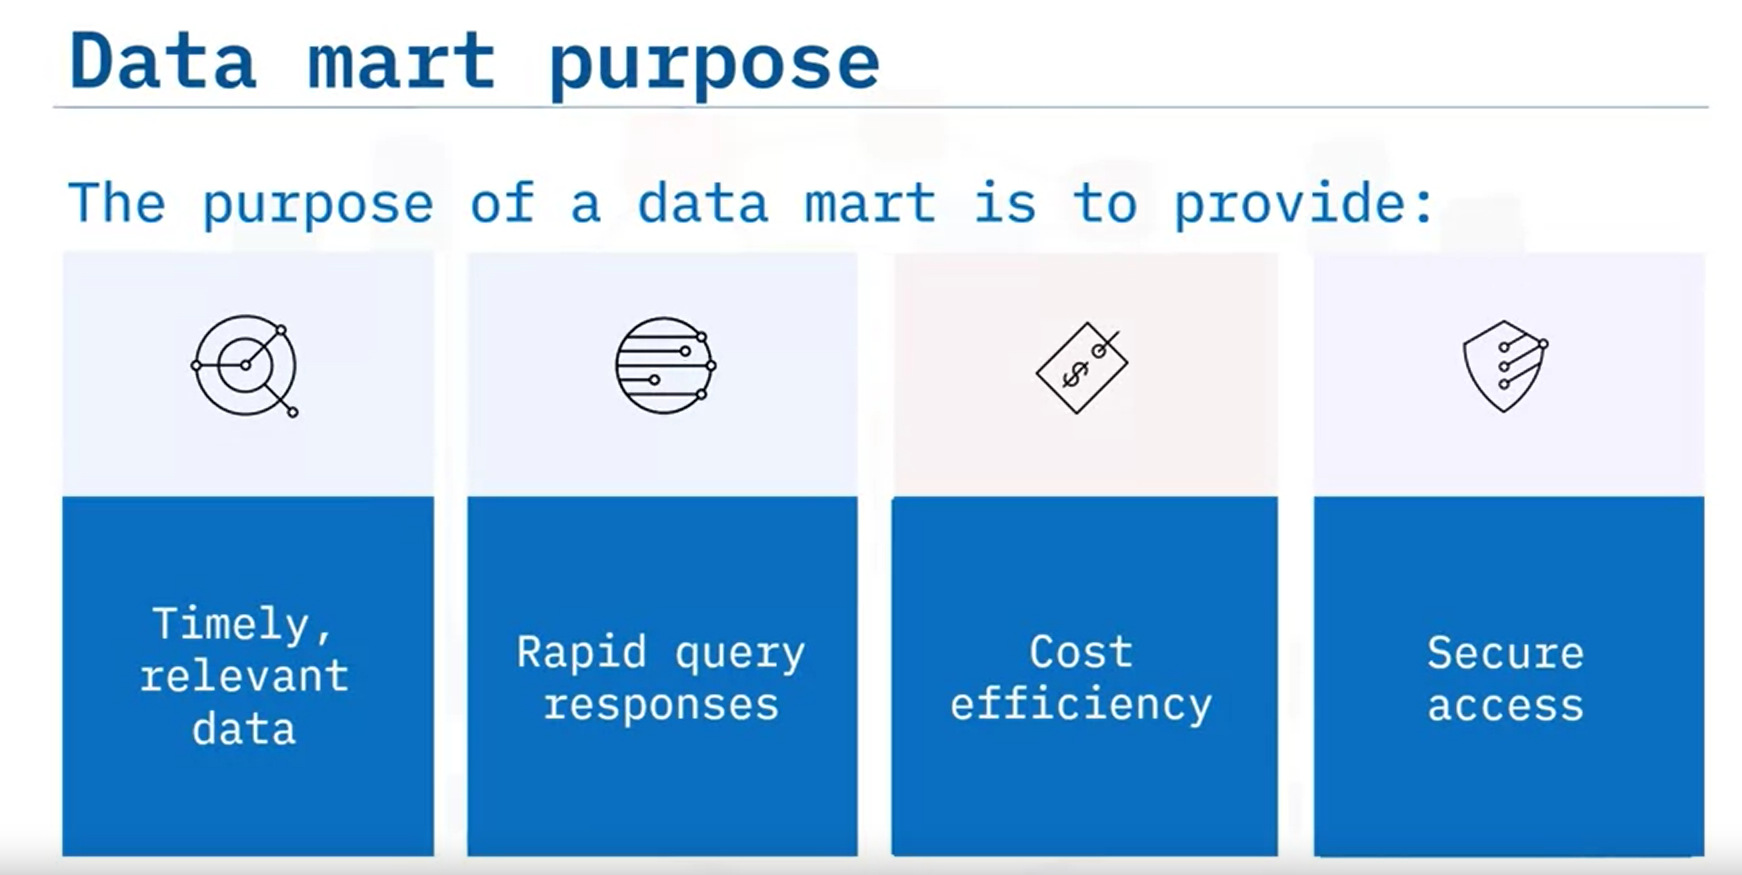 Data mart purpose
The purpose of a data mart is to provide:
Timely,
relevant
data
Rapid query
responses
Cost
efficiency
Secure
access